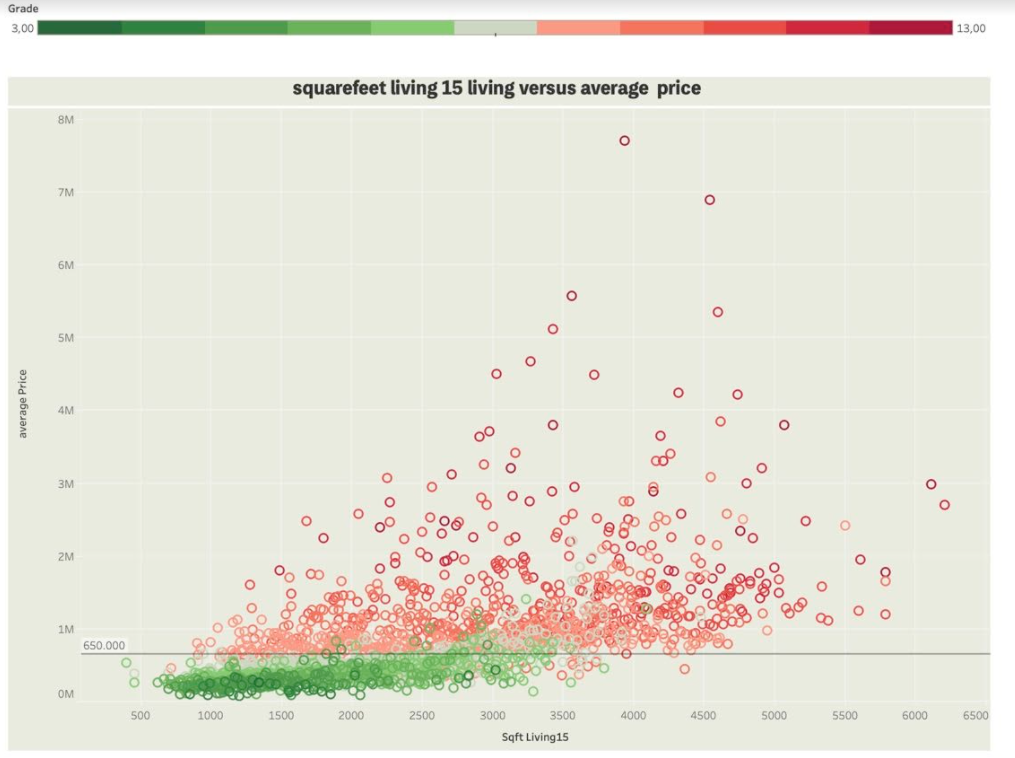 Grade
3,00 13,00
squarefeet living 15 living versus average price
8M
7M
6M
5M
4M
3M
2M
1M
650.000
0M
average Price
500 1000 1500 2000 2500 3000 3500 4000 4500 5000 5500 6000 6500
Sqft Living15